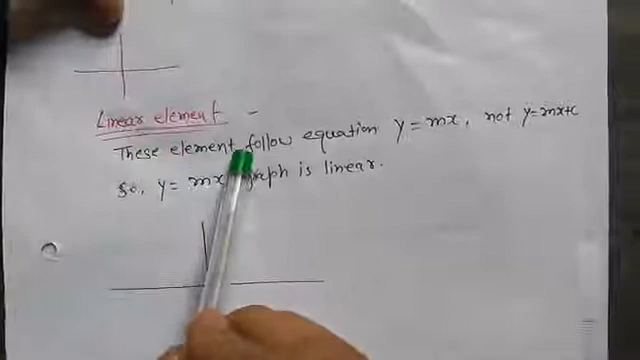 Linear element -
These element follow equation y = mx, not y=mx+c
So, y = mx graph is linear.